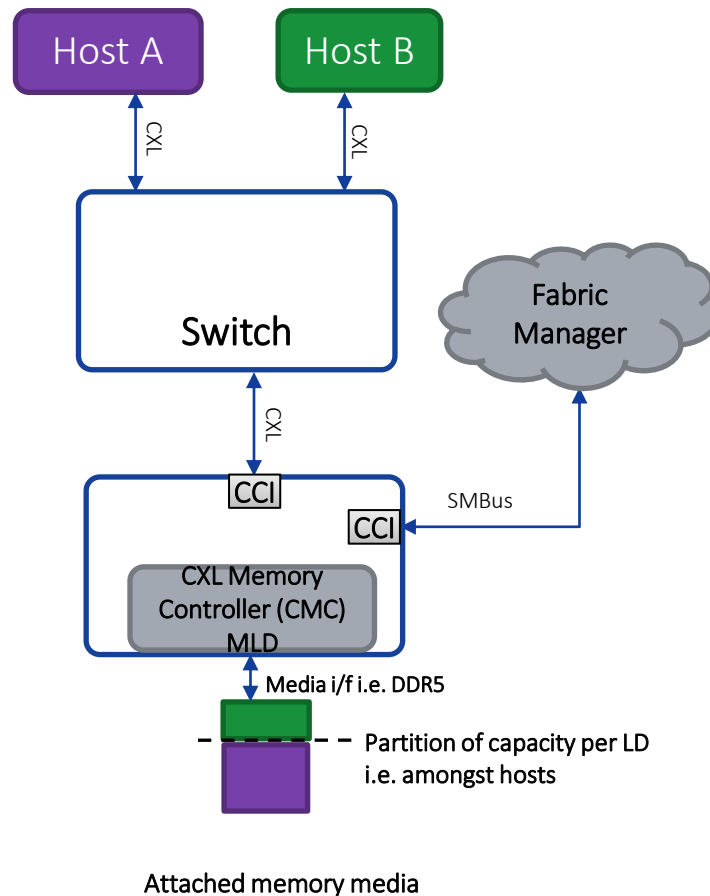 Host A
Host B
CXL
CXL
Switch
Fabric
Manager
CXL
CCI
CCI
SMBus
CXL Memory
Controller (CMC)
MLD
Media i/f i.e. DDR5
Partition of capacity per LD
i.e. amongst hosts
Attached memory media